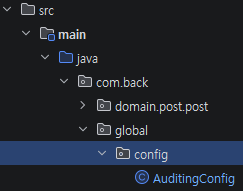 src
main
java
com.back
domain.post.post
global
config
AuditingConfig